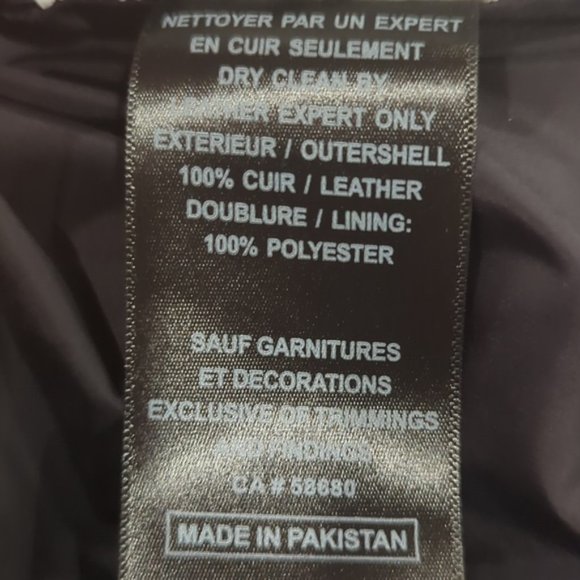 NETTOYER PAR UN EXPERT
EN CUIR SEULEMENT
DRY CLEAN BY
LEATHER EXPERT ONLY
EXTERIEUR / OUTERSHELL
100% CUIR / LEATHER
DOUBLURE / LINING:
100% POLYESTER
SAUF GARNITURES
ET DECORATIONS
EXCLUSIVE OF TRIMMINGS
AND FINDINGS
CA # 58680
MADE IN PAKISTAN